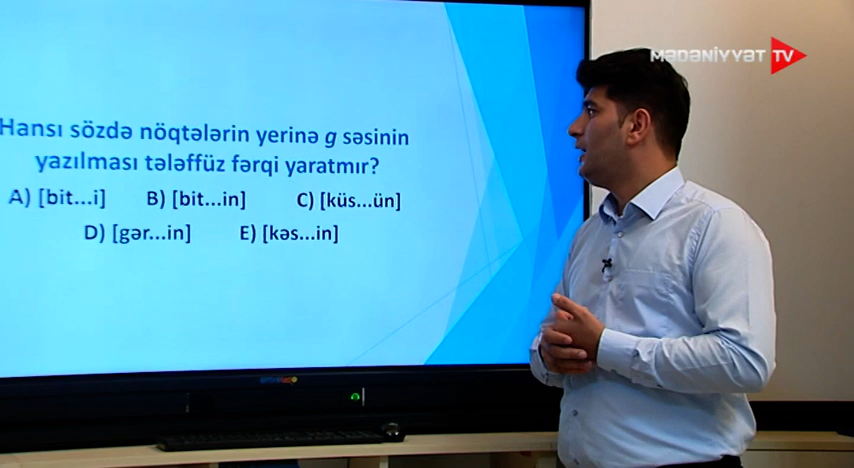 MƏDƏNİYYƏT TV
Hansı sözdə nöqtələrin yerinə g səsinin
yazılması tələffüz fərqi yaratmır?
A) [bit...i] B) [bit...in] C) [küs...ün]
D) [gər...in] E) [kəs...in]